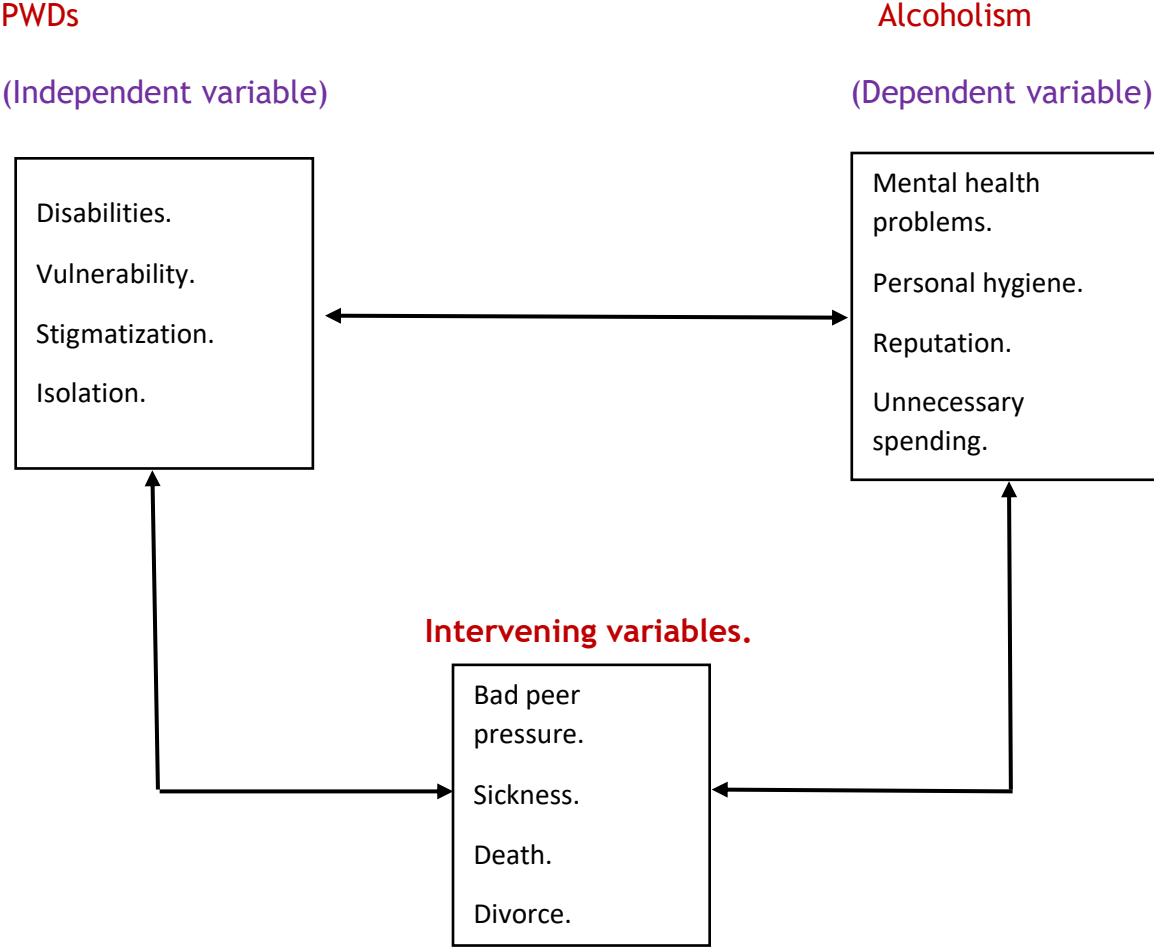 PWDs
Alcoholism
(Independent variable)
(Dependent variable)
Disabilities.
Vulnerability.
Stigmatization.
Isolation.
Mental health
problems.
Personal hygiene.
Reputation.
Unnecessary
spending.
Intervening variables.
Bad peer
pressure.
Sickness.
Death.
Divorce.